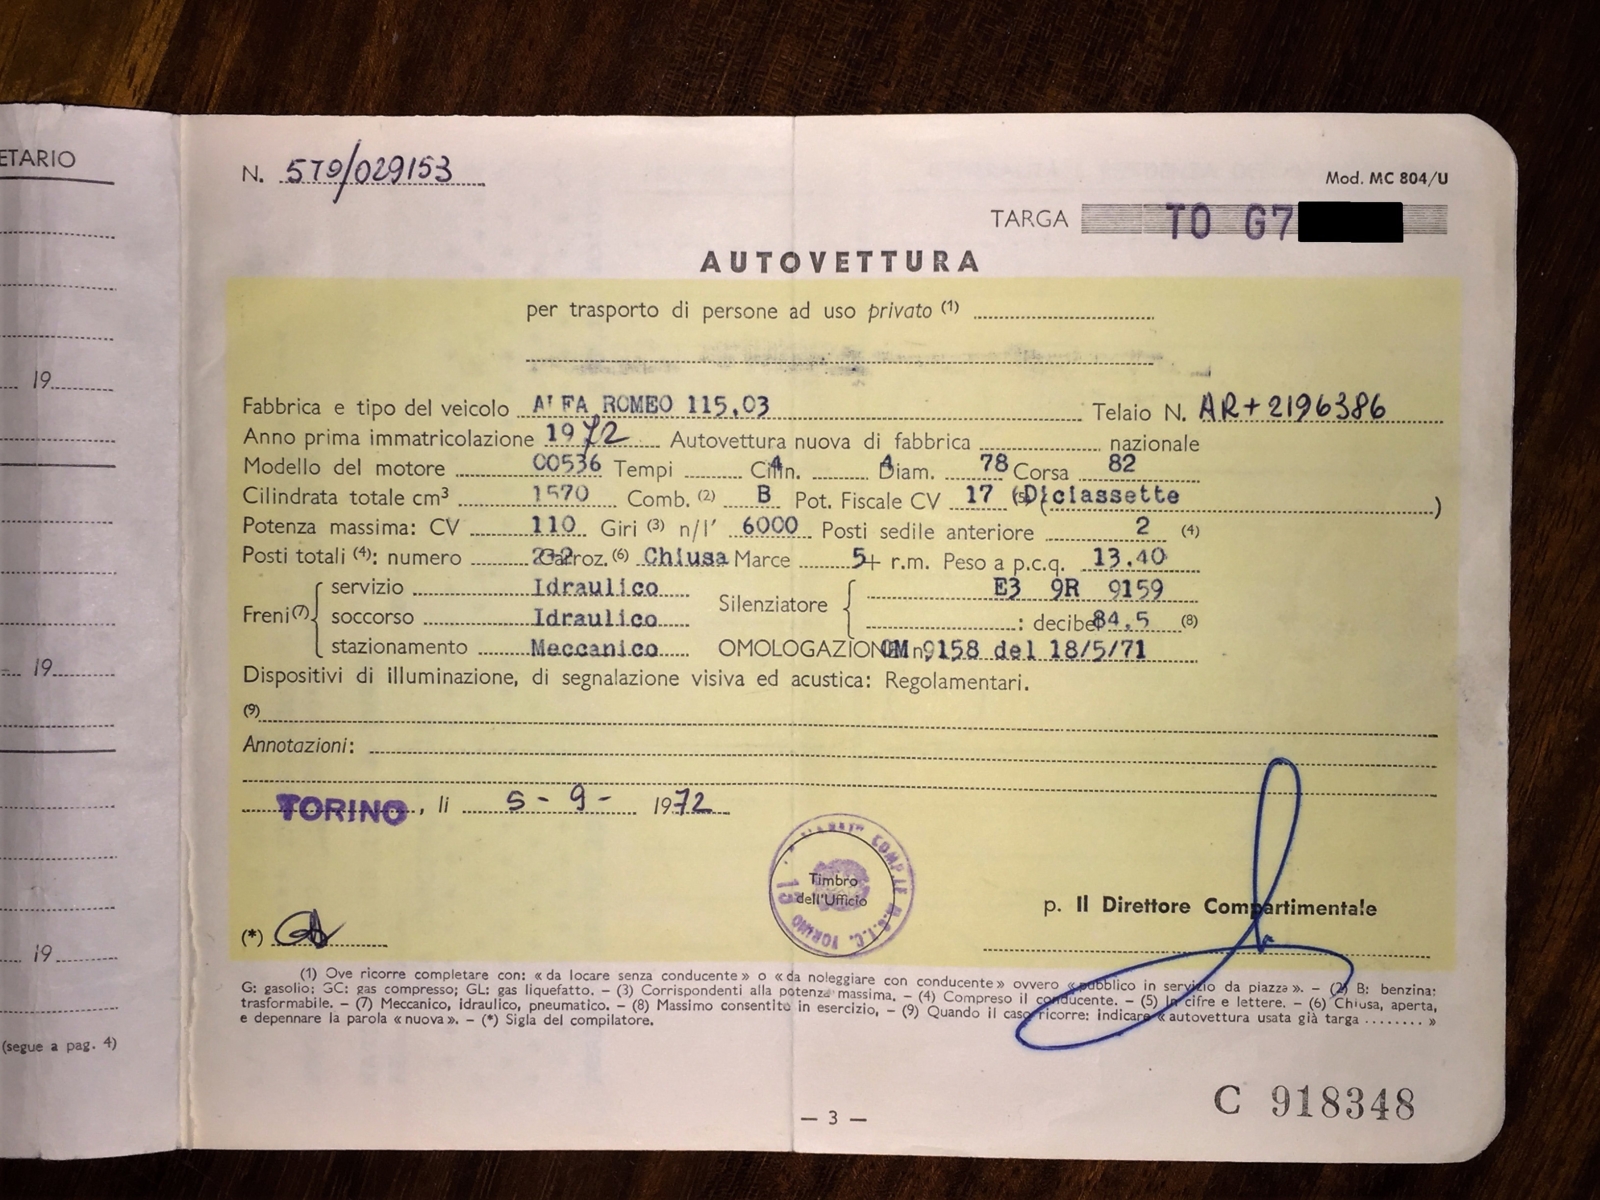 ETARIO
19
19
19
(segue a pag. 4)
N. 579/029153
Mod. MC 804/U
TARGA TO G7
AUTOVETTURA
per trasporto di persone ad uso privato (1)
Fabbrica e tipo del veicolo ALFA ROMEO 115.03 Telaio N. AR+2196386
Anno prima immatricolazione 1972 Autovettura nuova di fabbrica nazionale
Modello del motore 00536 Tempi 4 Cilin. 4 Diam. 78 Corsa 82
Cilindrata totale cm³ 1570 Comb. (2) B Pot. Fiscale CV 17 (5) (Diciassette )
Potenza massima: CV 110 Giri (3) n/1' 6000 Posti sedile anteriore 2 (4)
Posti totali (4): numero 2+2 Carroz. (6) Chiusa Marce 5 + r.m. Peso a p.c.q. 13.40
Freni (7) servizio Idraulico Silenziatore E3 9R 9159
soccorso Idraulico : decibel 84,5 (8)
stazionamento Meccanico OMOLOGAZIONE n. OM 9158 del 18/5/71
Dispositivi di illuminazione, di segnalazione visiva ed acustica: Regolamentari.
(9)
Annotazioni:
TORINO, li 5 - 9 - 1972
Timbro
dell'Ufficio
COMP.LE M.C.T.C. TORINO
15
p. Il Direttore Compartimentale
(*)
(1) Ove ricorre completare con: « da locare senza conducente » o « da noleggiare con conducente » ovvero « pubblico in servizio da piazza ». – (2) B: benzina:
G: gasolio; GC: gas compresso; GL: gas liquefatto. – (3) Corrispondenti alla potenza massima. – (4) Compreso il conducente. – (5) In cifre e lettere. – (6) Chiusa, aperta,
trasformabile. – (7) Meccanico, idraulico, pneumatico. – (8) Massimo consentito in esercizio. – (9) Quando il caso ricorre: indicare « autovettura usata già targa ........ »
e depennare la parola « nuova ». – (*) Sigla del compilatore.
C 918348
— 3 —